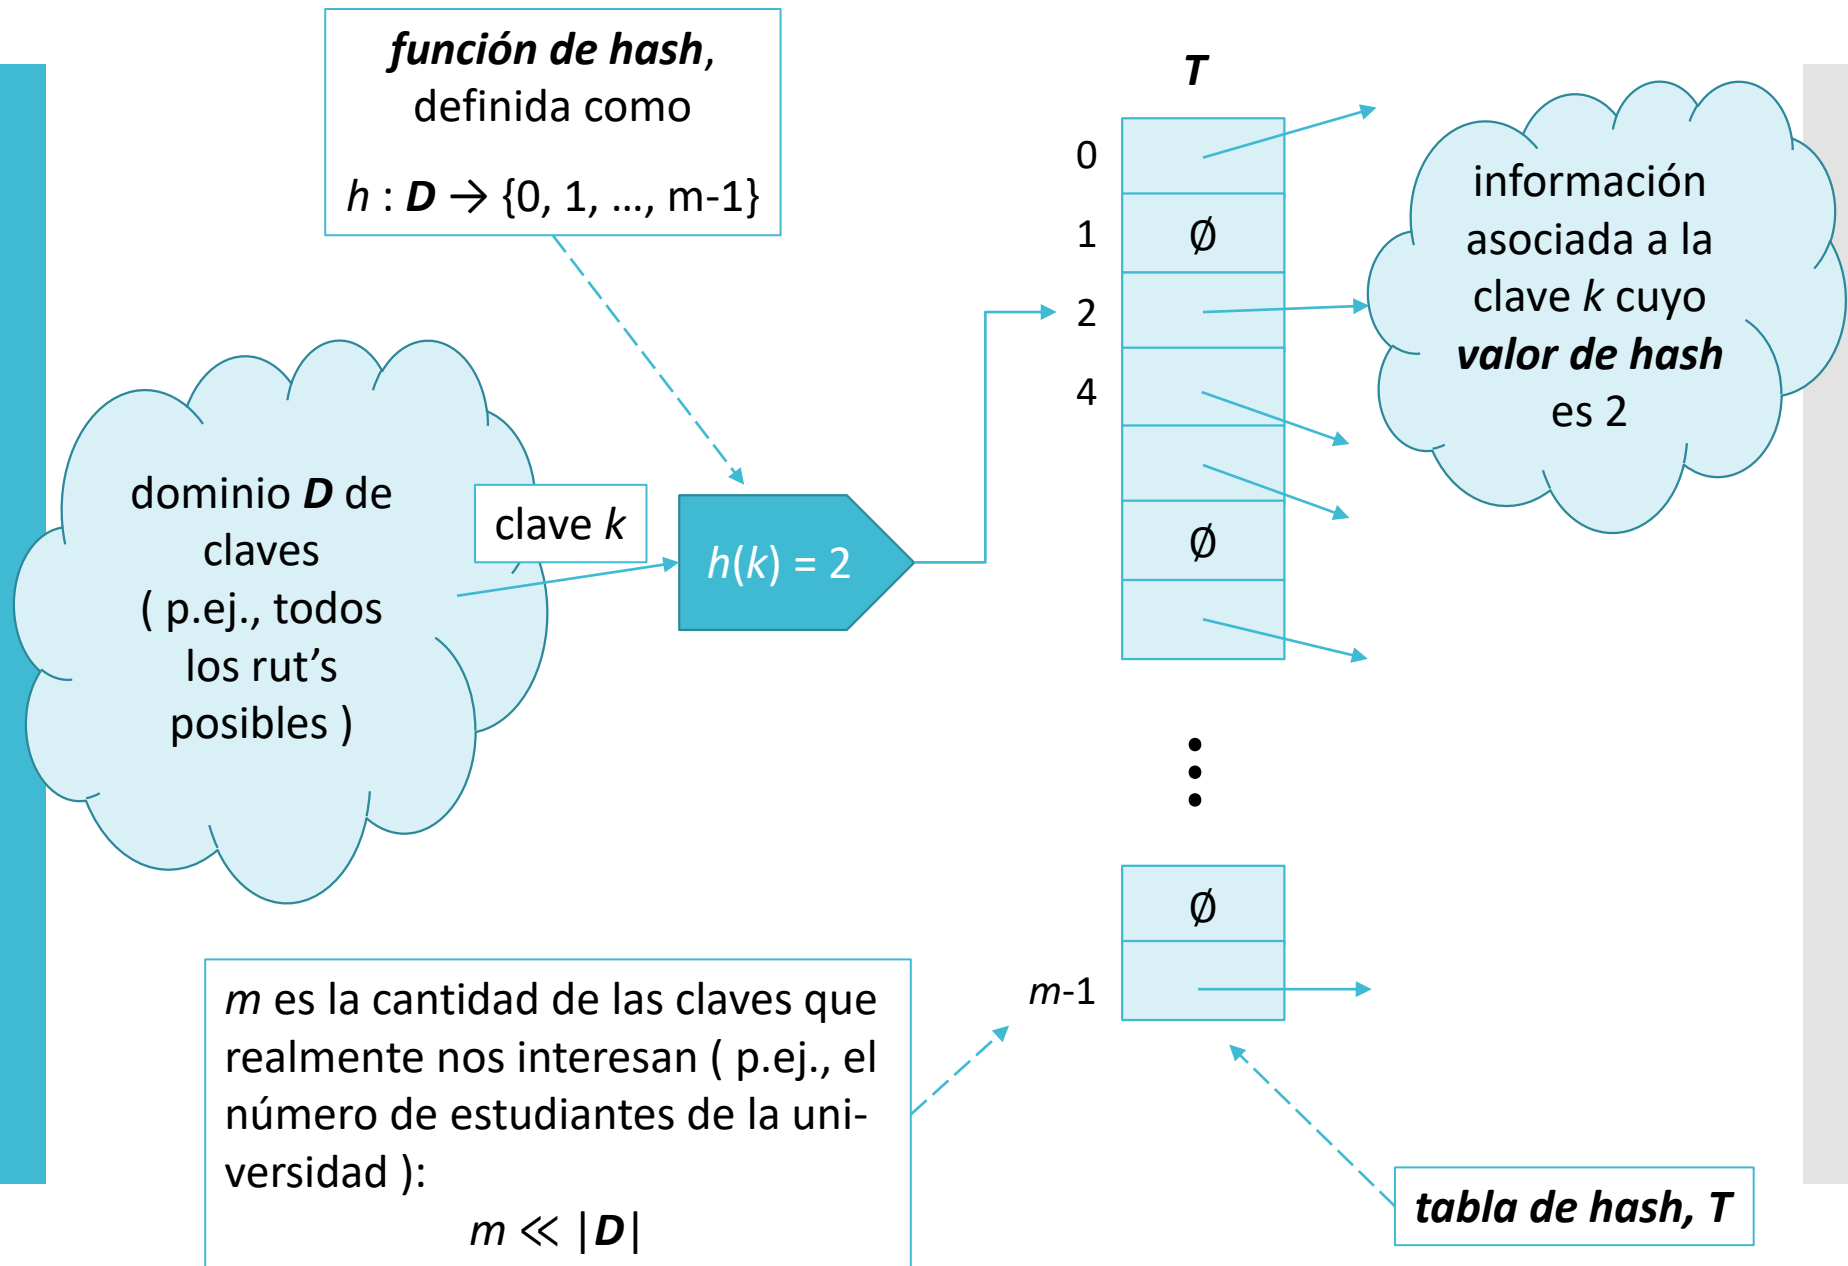 función de hash,
definida como
h : D → {0, 1, …, m-1}
T
0
1
∅
2
4
∅
información
asociada a la
clave k cuyo
valor de hash
es 2
dominio D de
claves
( p.ej., todos
los rut’s
posibles )
clave k
h(k) = 2
⋮
∅
m-1
m es la cantidad de las claves que
realmente nos interesan ( p.ej., el
número de estudiantes de la uni-
versidad ):
m ≪ |D|
tabla de hash, T